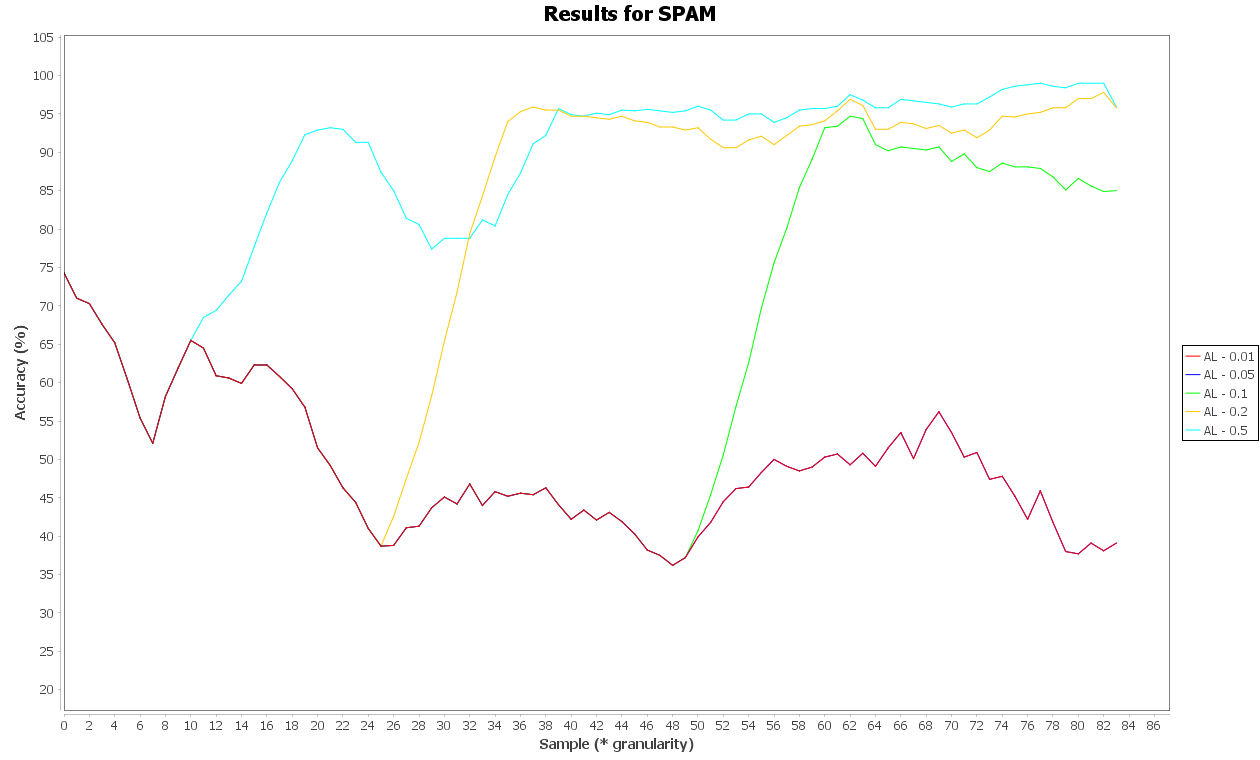 Results for SPAM
105
100
95
90
85
80
75
70
65
60
55
50
45
40
35
30
25
20
Accuracy (%)
0 2 4 6 8 10 12 14 16 18 20 22 24 26 28 30 32 34 36 38 40 42 44 46 48 50 52 54 56 58 60 62 64 66 68 70 72 74 76 78 80 82 84 86
Sample (* granularity)
AL - 0.01
AL - 0.05
AL - 0.1
AL - 0.2
AL - 0.5